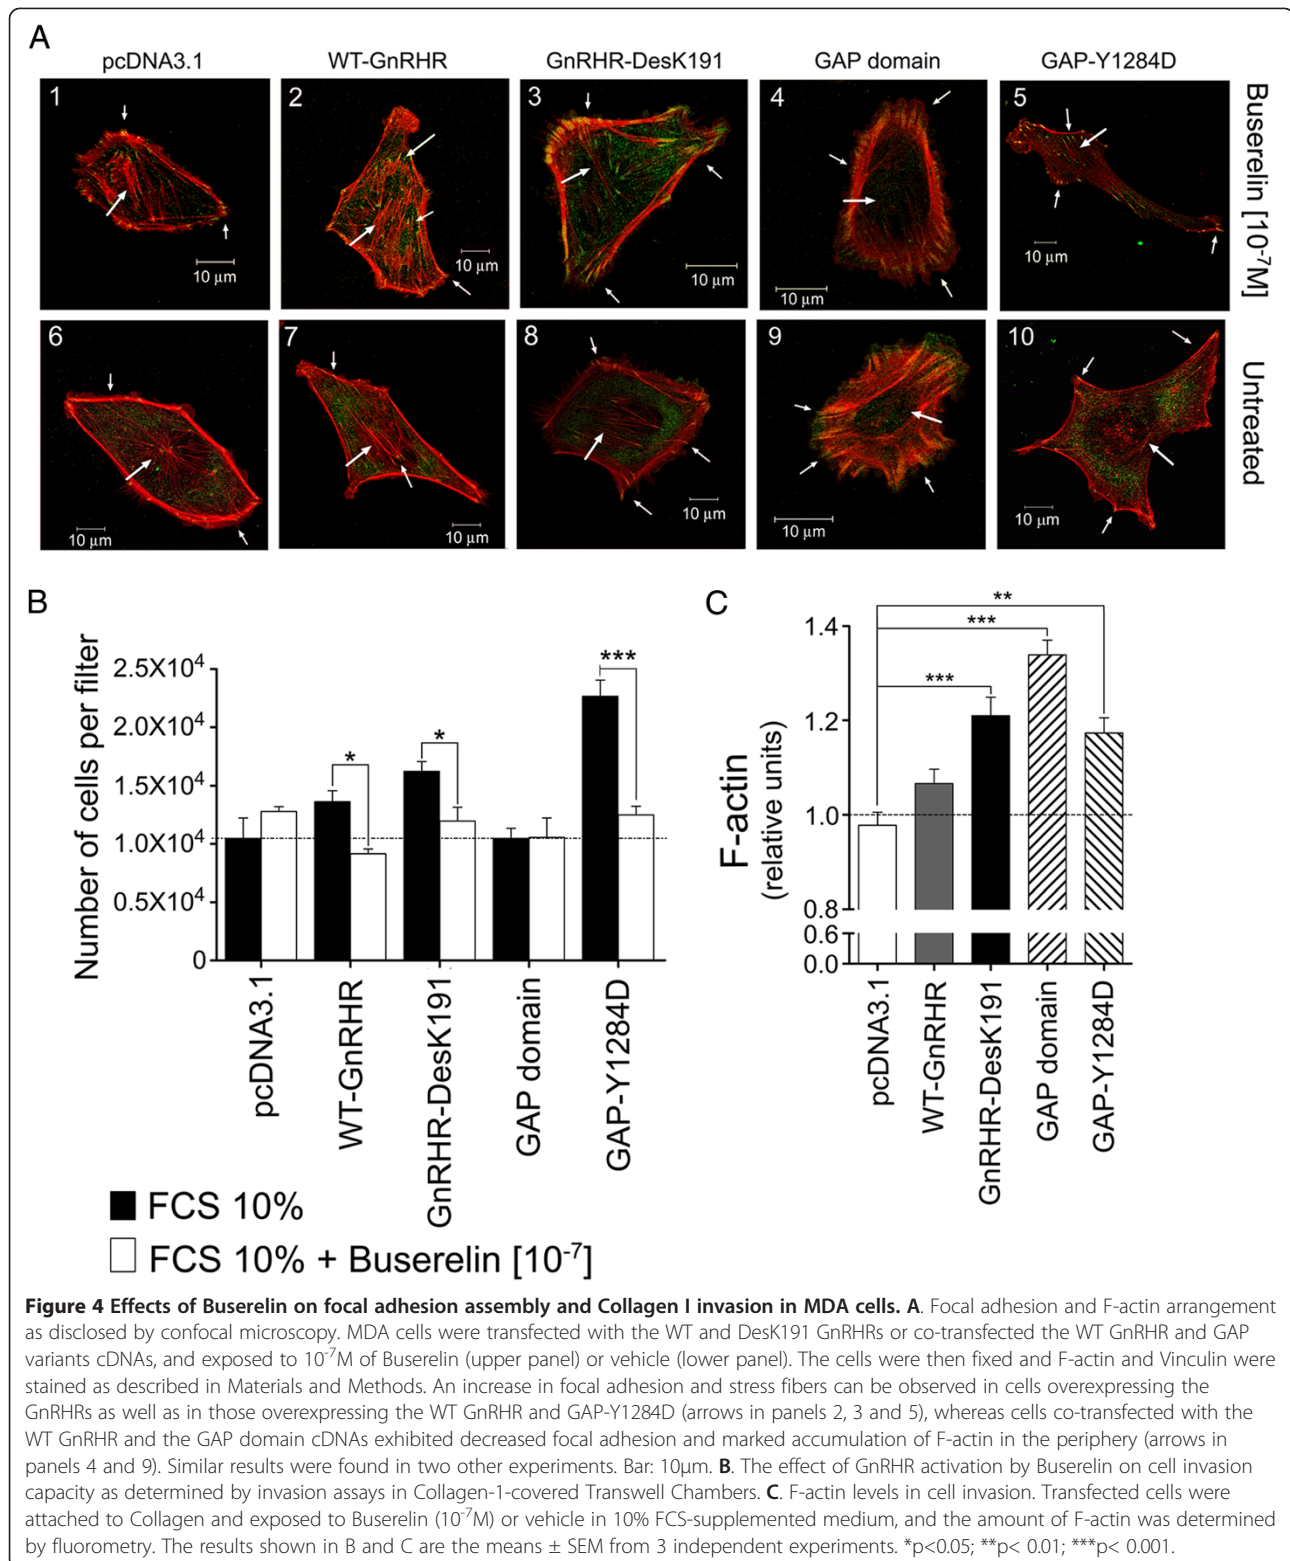 A
pcDNA3.1 WT-GnRHR GnRHR-DesK191 GAP domain GAP-Y1284D
1 2 3 4 5
10 µm 10 µm 10 µm 10 µm 10 µm
Buserelin [10⁻⁷M]
6 7 8 9 10
10 µm 10 µm 10 µm 10 µm 10 µm
Untreated
B
Number of cells per filter
2.5X10⁴
2.0X10⁴
1.5X10⁴
1.0X10⁴
0.5X10⁴
0
* * ***
pcDNA3.1
WT-GnRHR
GnRHR-DesK191
GAP domain
GAP-Y1284D
FCS 10%
FCS 10% + Buserelin [10⁻⁷]
C
F-actin
(relative units)
1.4
1.2
1.0
0.8
0.6
0.0
**
***
***
pcDNA3.1
WT-GnRHR
GnRHR-DesK191
GAP domain
GAP-Y1284D
Figure 4 Effects of Buserelin on focal adhesion assembly and Collagen I invasion in MDA cells. A. Focal adhesion and F-actin arrangement
as disclosed by confocal microscopy. MDA cells were transfected with the WT and DesK191 GnRHRs or co-transfected the WT GnRHR and GAP
variants cDNAs, and exposed to 10⁻⁷M of Buserelin (upper panel) or vehicle (lower panel). The cells were then fixed and F-actin and Vinculin were
stained as described in Materials and Methods. An increase in focal adhesion and stress fibers can be observed in cells overexpressing the
GnRHRs as well as in those overexpressing the WT GnRHR and GAP-Y1284D (arrows in panels 2, 3 and 5), whereas cells co-transfected with the
WT GnRHR and the GAP domain cDNAs exhibited decreased focal adhesion and marked accumulation of F-actin in the periphery (arrows in
panels 4 and 9). Similar results were found in two other experiments. Bar: 10µm. B. The effect of GnRHR activation by Buserelin on cell invasion
capacity as determined by invasion assays in Collagen-1-covered Transwell Chambers. C. F-actin levels in cell invasion. Transfected cells were
attached to Collagen and exposed to Buserelin (10⁻⁷M) or vehicle in 10% FCS-supplemented medium, and the amount of F-actin was determined
by fluorometry. The results shown in B and C are the means ± SEM from 3 independent experiments. *p<0.05; **p< 0.01; ***p< 0.001.